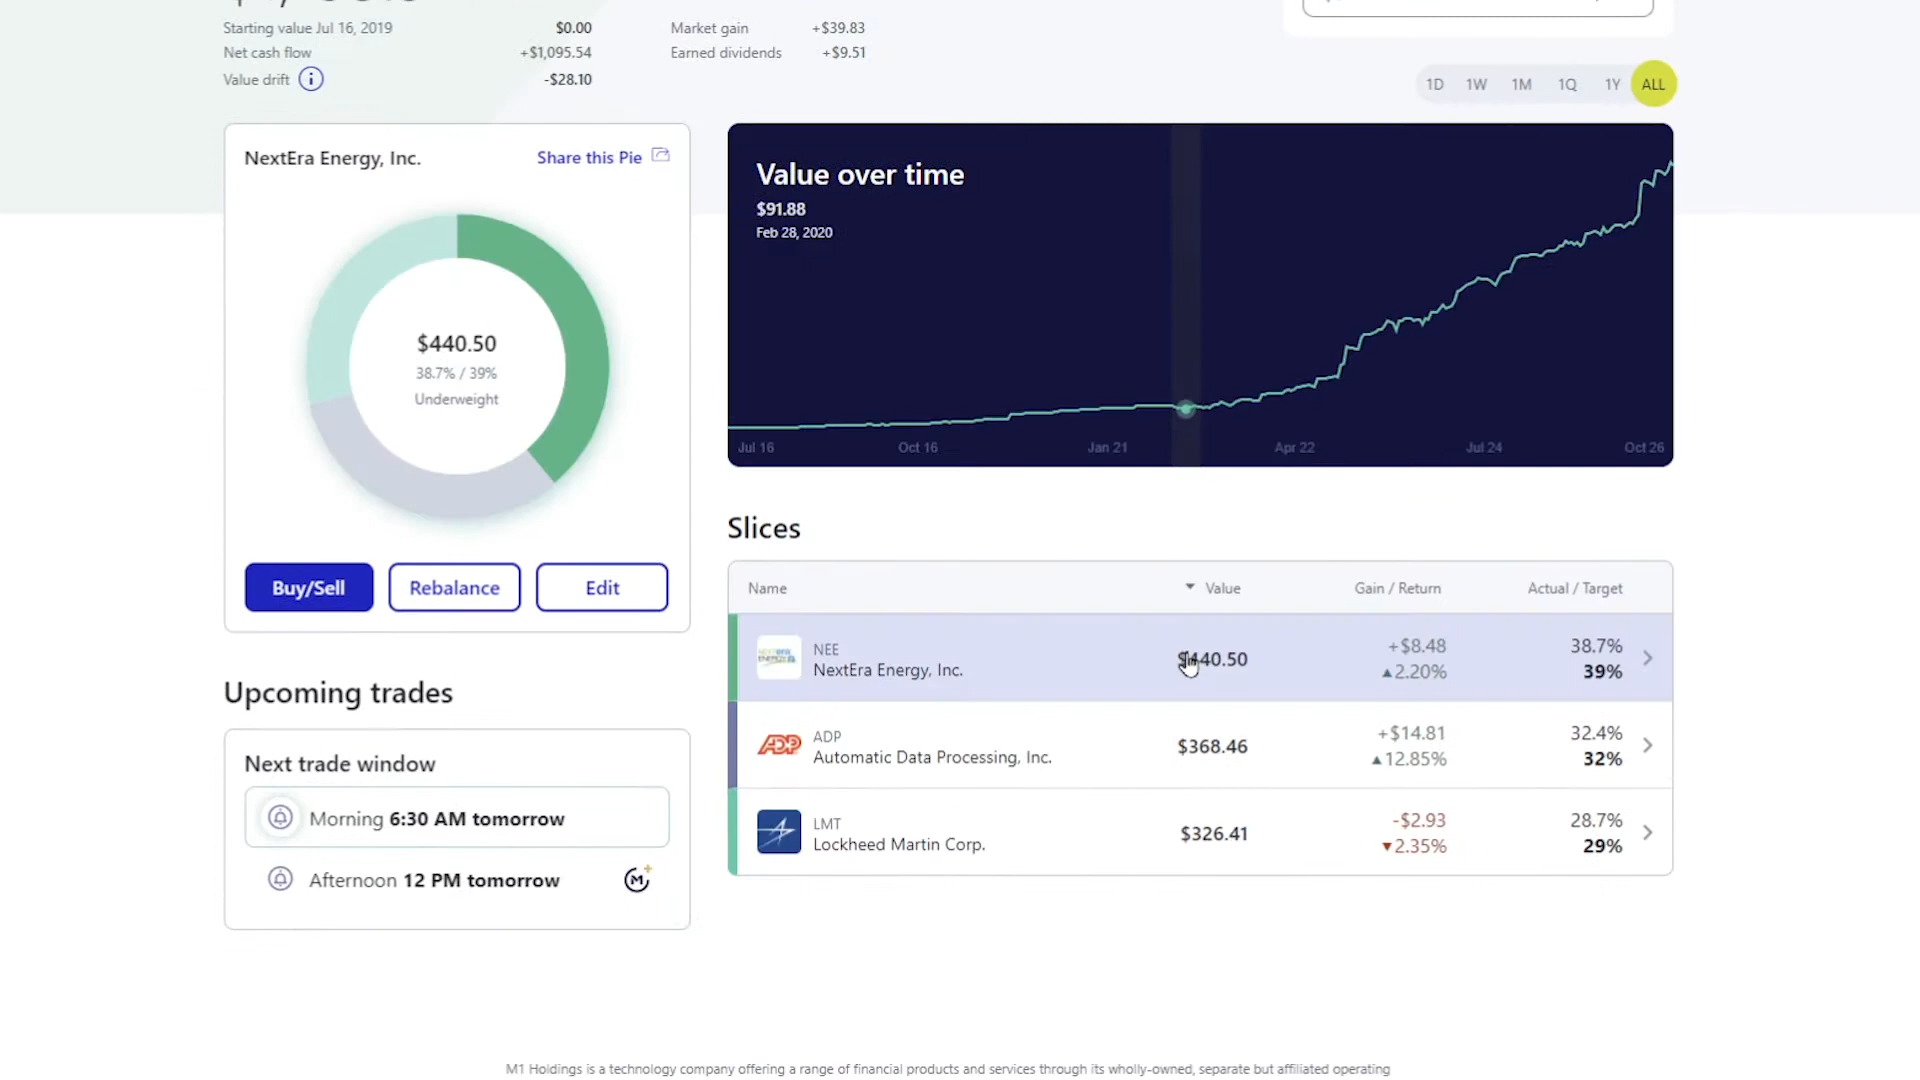 Starting value Jul 16, 2019 $0.00 Market gain +$39.83
Net cash flow +$1,095.54 Earned dividends +$9.51
Value drift i -$28.10
1D 1W 1M 1Q 1Y ALL
NextEra Energy, Inc. Share this Pie
$440.50
38.7% / 39%
Underweight
Buy/Sell Rebalance Edit
Value over time
$91.88
Feb 28, 2020
Jul 16 Oct 16 Jan 21 Apr 22 Jul 24 Oct 26
Slices
Name Value Gain / Return Actual / Target
NEE
NextEra Energy, Inc.
$440.50
+$8.48
▲2.20%
38.7%
39%
ADP
ADP
Automatic Data Processing, Inc.
$368.46
+$14.81
▲12.85%
32.4%
32%
LMT
Lockheed Martin Corp.
$326.41
-$2.93
▼2.35%
28.7%
29%
Upcoming trades
Next trade window
Morning 6:30 AM tomorrow
Afternoon 12 PM tomorrow
M+
M1 Holdings is a technology company offering a range of financial products and services through its wholly-owned, separate but affiliated operating